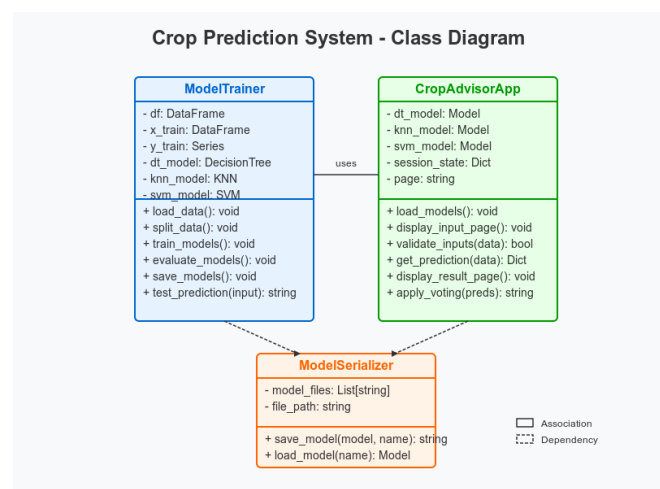 Crop Prediction System - Class Diagram
ModelTrainer
- df: DataFrame
- x_train: DataFrame
- y_train: Series
- dt_model: DecisionTree
- knn_model: KNN
- svm_model: SVM
+ load_data(): void
+ split_data(): void
+ train_models(): void
+ evaluate_models(): void
+ save_models(): void
+ test_prediction(input): string
uses
CropAdvisorApp
- dt_model: Model
- knn_model: Model
- svm_model: Model
- session_state: Dict
- page: string
+ load_models(): void
+ display_input_page(): void
+ validate_inputs(data): bool
+ get_prediction(data): Dict
+ display_result_page(): void
+ apply_voting(preds): string
ModelSerializer
- model_files: List[string]
- file_path: string
+ save_model(model, name): string
+ load_model(name): Model
Association
Dependency